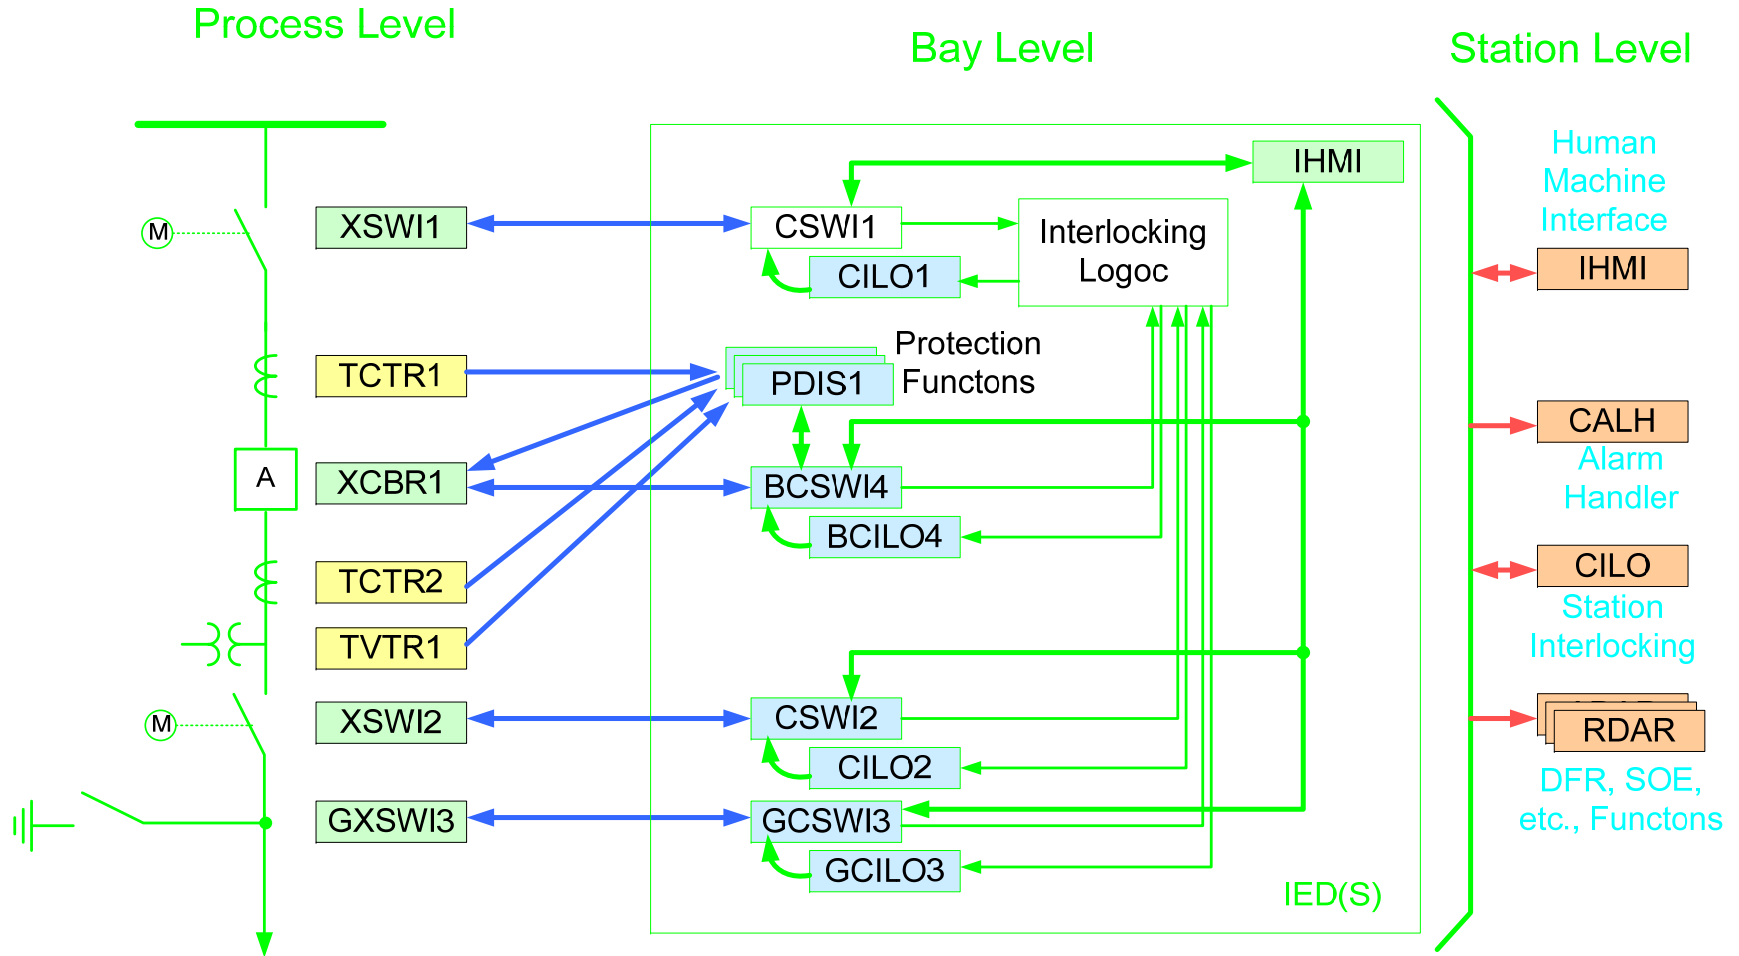 Process Level
Bay Level
Station Level
M
XSWI1
TCTR1
A
XCBR1
TCTR2
TVTR1
M
XSWI2
GXSWI3
IHMI
CSWI1
Interlocking
Logoc
CILO1
Protection
Functons
PDIS1
BCSWI4
BCILO4
CSWI2
CILO2
GCSWI3
GCILO3
IED(S)
Human
Machine
Interface
IHMI
CALH
Alarm
Handler
CILO
Station
Interlocking
RDAR
DFR, SOE,
etc., Functons